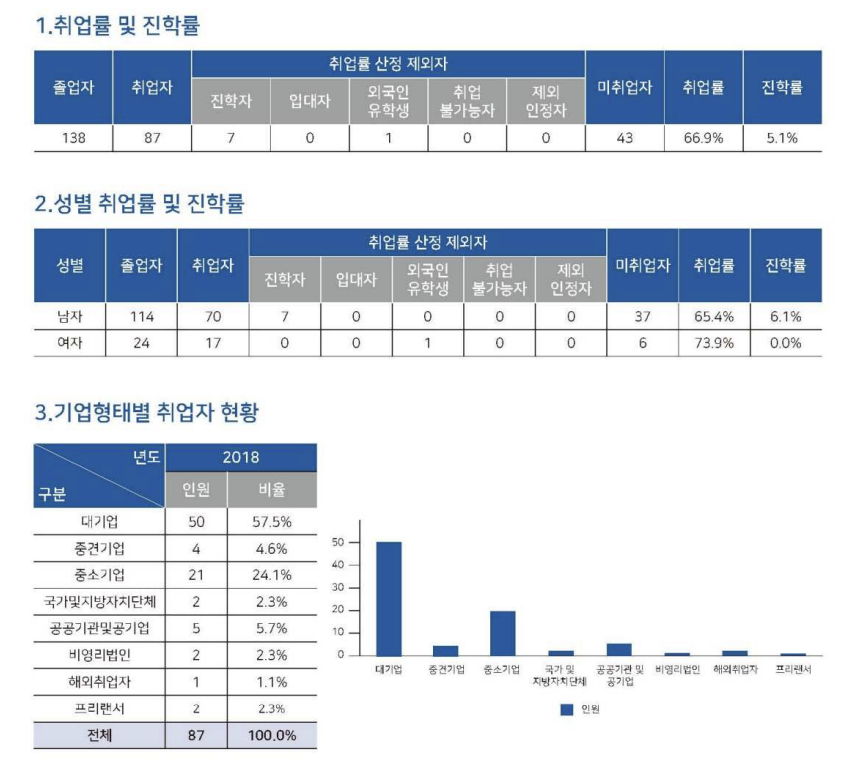 1.취업률 및 진학률
졸업자 취업자 취업률 산정 제외자 미취업자 취업률 진학률
진학자 입대자 외국인 유학생 취업 불가능자 제외 인정자
138 87 7 0 1 0 0 43 66.9% 5.1%
2.성별 취업률 및 진학률
성별 졸업자 취업자 취업률 산정 제외자 미취업자 취업률 진학률
진학자 입대자 외국인 유학생 취업 불가능자 제외 인정자
남자 114 70 7 0 0 0 0 37 65.4% 6.1%
여자 24 17 0 0 1 0 0 6 73.9% 0.0%
3.기업형태별 취업자 현황
년도 2018
구분 인원 비율
대기업 50 57.5%
중견기업 4 4.6%
중소기업 21 24.1%
국가및지방자치단체 2 2.3%
공공기관및공기업 5 5.7%
비영리법인 2 2.3%
해외취업자 1 1.1%
프리랜서 2 2.3%
전체 87 100.0%
50
40
30
20
10
0
대기업 중견기업 중소기업 국가 및 지방자치단체 공공기관 및 공기업 비영리법인 해외취업자 프리랜서
인원